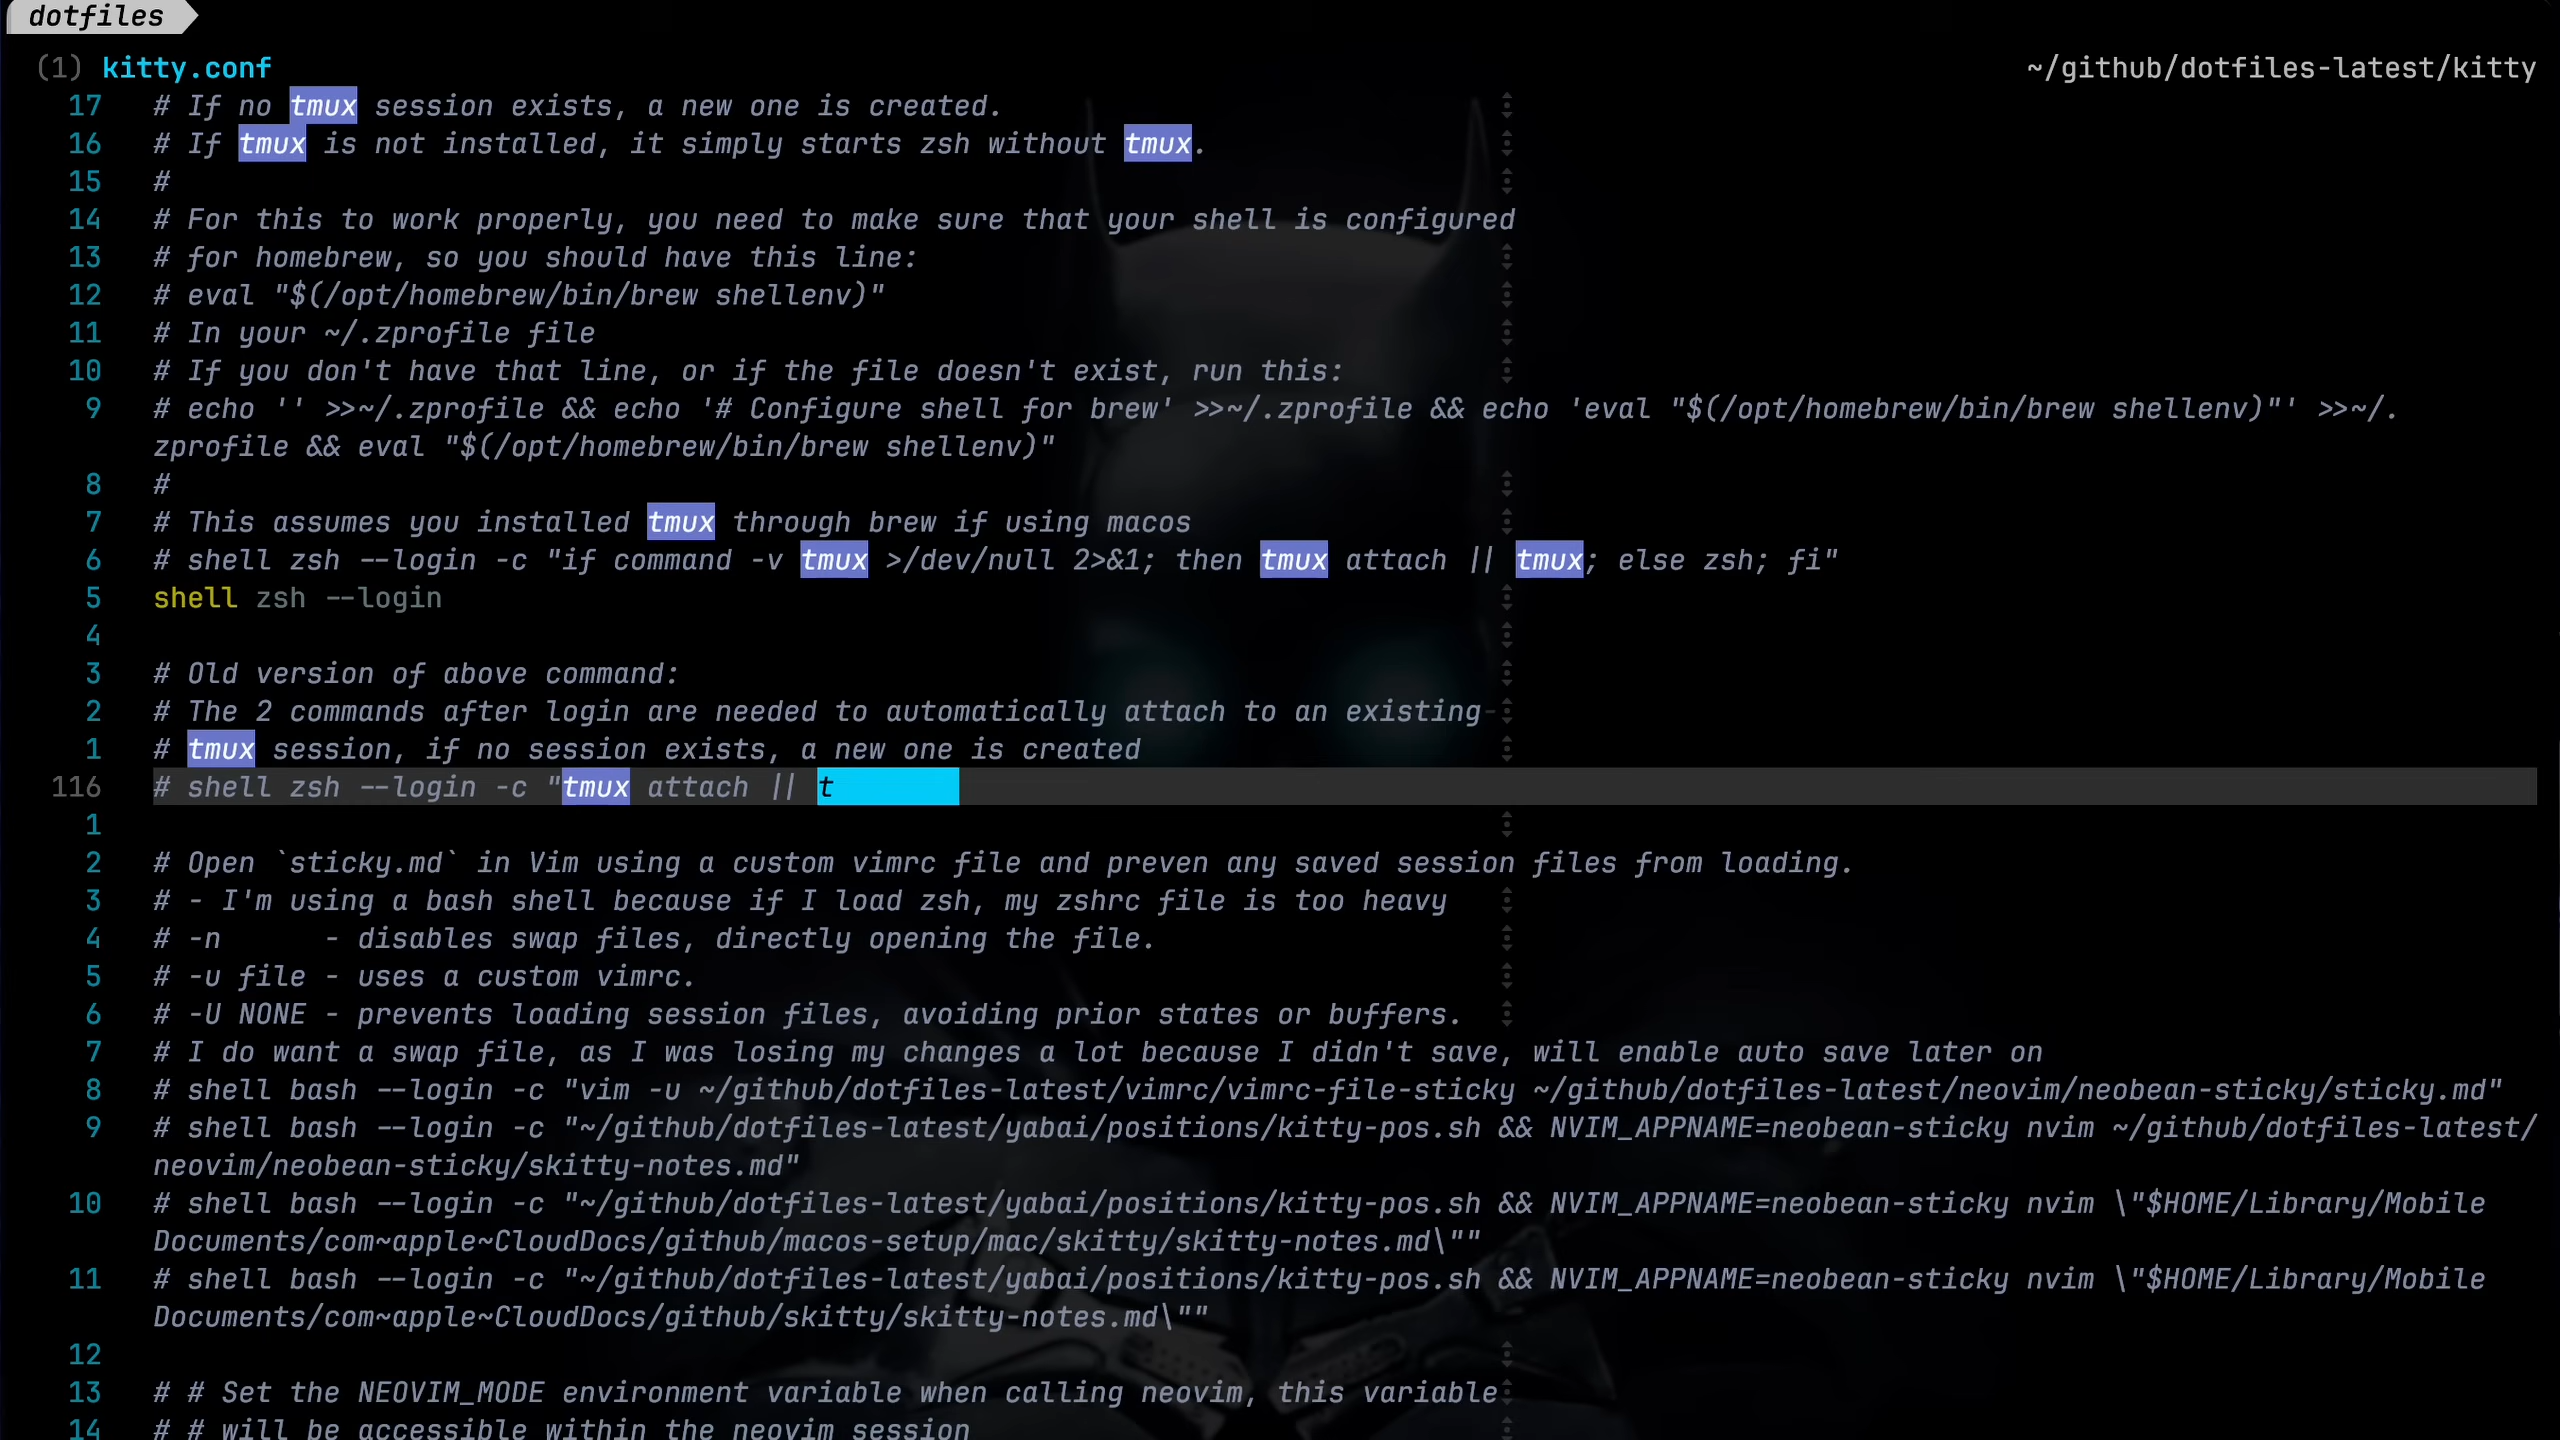 dotfiles
(1) kitty.conf ~/github/dotfiles-latest/kitty
17 # If no tmux session exists, a new one is created.
16 # If tmux is not installed, it simply starts zsh without tmux.
15 #
14 # For this to work properly, you need to make sure that your shell is configured
13 # for homebrew, so you should have this line:
12 # eval "$(/opt/homebrew/bin/brew shellenv)"
11 # In your ~/.zprofile file
10 # If you don't have that line, or if the file doesn't exist, run this:
9 # echo '' >>~/.zprofile && echo '# Configure shell for brew' >>~/.zprofile && echo 'eval "$(/opt/homebrew/bin/brew shellenv)"' >>~/.
zprofile && eval "$(/opt/homebrew/bin/brew shellenv)"
8 #
7 # This assumes you installed tmux through brew if using macos
6 # shell zsh --login -c "if command -v tmux >/dev/null 2>&1; then tmux attach || tmux; else zsh; fi"
5 shell zsh --login
4
3 # Old version of above command:
2 # The 2 commands after login are needed to automatically attach to an existing-
1 # tmux session, if no session exists, a new one is created
116 # shell zsh --login -c "tmux attach || t
1
2 # Open `sticky.md` in Vim using a custom vimrc file and preven any saved session files from loading.
3 # - I'm using a bash shell because if I load zsh, my zshrc file is too heavy
4 # -n      - disables swap files, directly opening the file.
5 # -u file - uses a custom vimrc.
6 # -U NONE - prevents loading session files, avoiding prior states or buffers.
7 # I do want a swap file, as I was losing my changes a lot because I didn't save, will enable auto save later on
8 # shell bash --login -c "vim -u ~/github/dotfiles-latest/vimrc/vimrc-file-sticky ~/github/dotfiles-latest/neovim/neobean-sticky/sticky.md"
9 # shell bash --login -c "~/github/dotfiles-latest/yabai/positions/kitty-pos.sh && NVIM_APPNAME=neobean-sticky nvim ~/github/dotfiles-latest/
neovim/neobean-sticky/skitty-notes.md"
10 # shell bash --login -c "~/github/dotfiles-latest/yabai/positions/kitty-pos.sh && NVIM_APPNAME=neobean-sticky nvim \"$HOME/Library/Mobile
Documents/com~apple~CloudDocs/github/macos-setup/mac/skitty/skitty-notes.md\""
11 # shell bash --login -c "~/github/dotfiles-latest/yabai/positions/kitty-pos.sh && NVIM_APPNAME=neobean-sticky nvim \"$HOME/Library/Mobile
Documents/com~apple~CloudDocs/github/skitty/skitty-notes.md\""
12
13 # # Set the NEOVIM_MODE environment variable when calling neovim, this variable
14 # # will be accessible within the neovim session